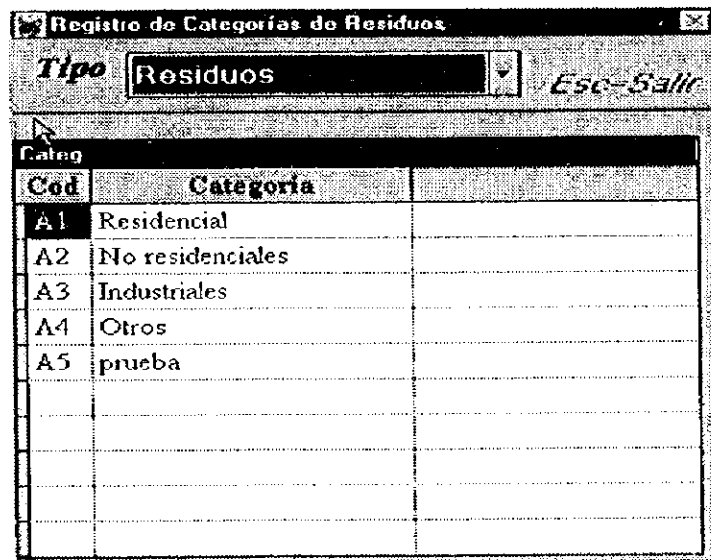 Registro de Categorías de Residuos
Tipo Residuos Esc-Salir
Categ
Cod Categoría
A1 Residencial
A2 No residenciales
A3 Industriales
A4 Otros
A5 prueba